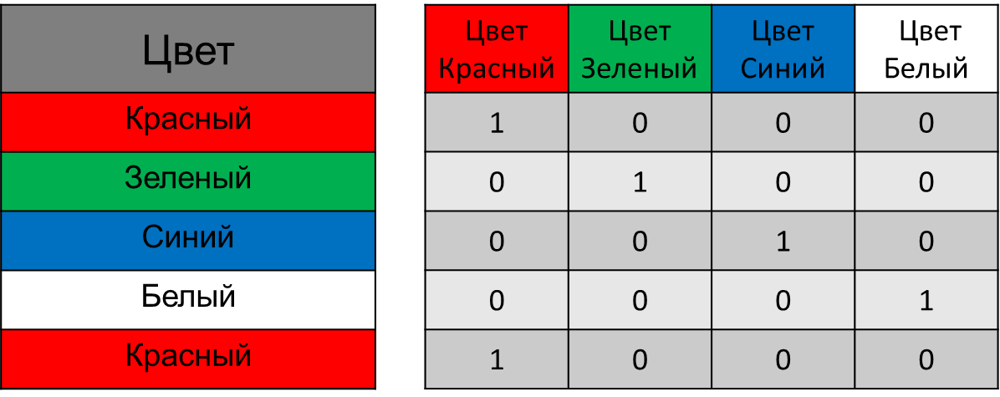 Цвет
Красный
Зеленый
Синий
Белый
Красный
Цвет Цвет Цвет Цвет
Красный Зеленый Синий Белый
1 0 0 0
0 1 0 0
0 0 1 0
0 0 0 1
1 0 0 0